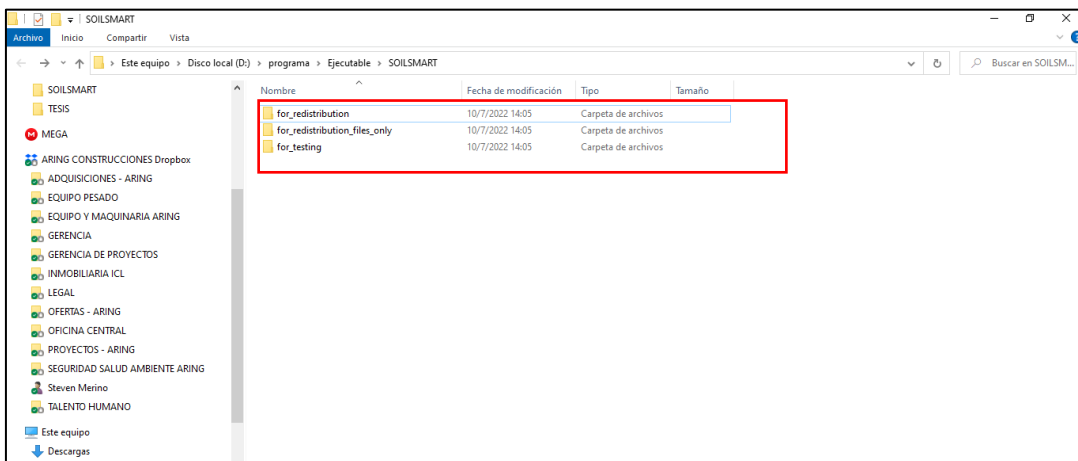 SOILSMART
Archivo Inicio Compartir Vista
Este equipo > Disco local (D:) > programa > Ejecutable > SOILSMART
Buscar en SOILSM...
SOILSMART
TESIS
MEGA
ARING CONSTRUCCIONES Dropbox
ADQUISICIONES - ARING
EQUIPO PESADO
EQUIPO Y MAQUINARIA ARING
GERENCIA
GERENCIA DE PROYECTOS
INMOBILIARIA ICL
LEGAL
OFERTAS - ARING
OFICINA CENTRAL
PROYECTOS - ARING
SEGURIDAD SALUD AMBIENTE ARING
Steven Merino
TALENTO HUMANO
Este equipo
Descargas
Nombre Fecha de modificación Tipo Tamaño
for_redistribution 10/7/2022 14:05 Carpeta de archivos
for_redistribution_files_only 10/7/2022 14:05 Carpeta de archivos
for_testing 10/7/2022 14:05 Carpeta de archivos